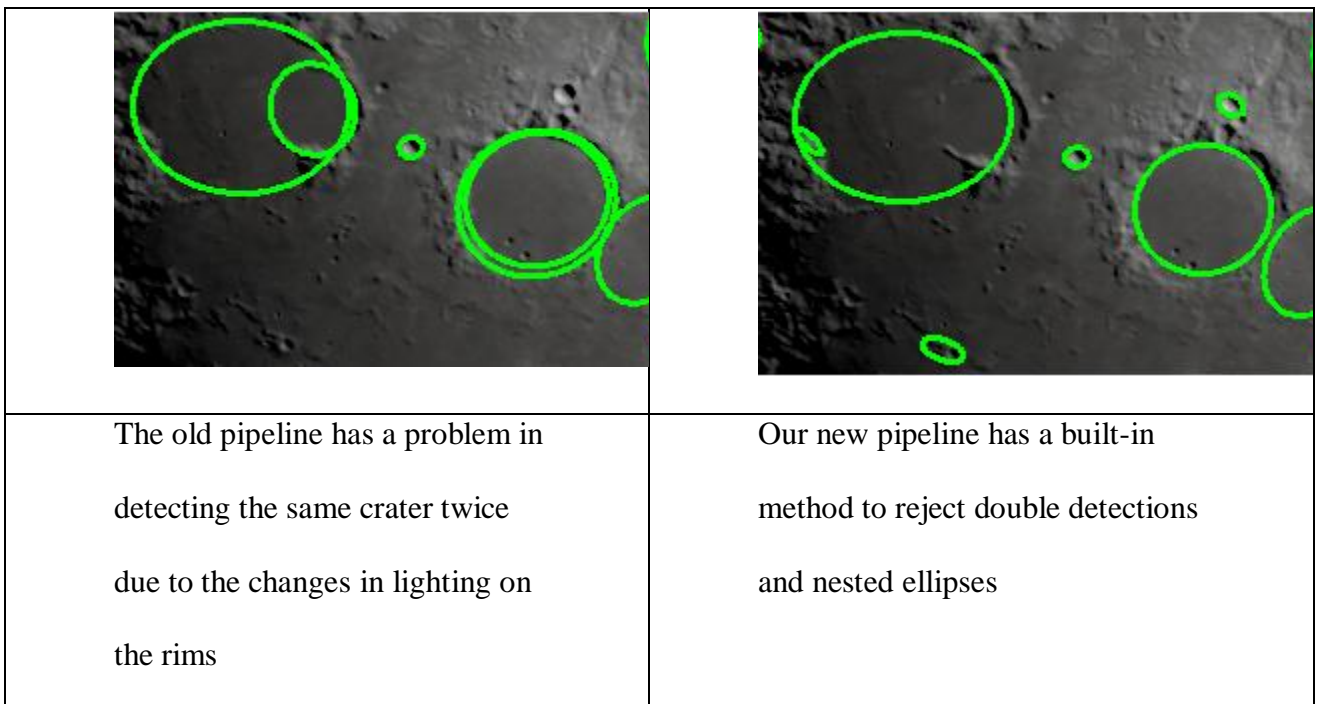 The old pipeline has a problem in
detecting the same crater twice
due to the changes in lighting on
the rims
Our new pipeline has a built-in
method to reject double detections
and nested ellipses